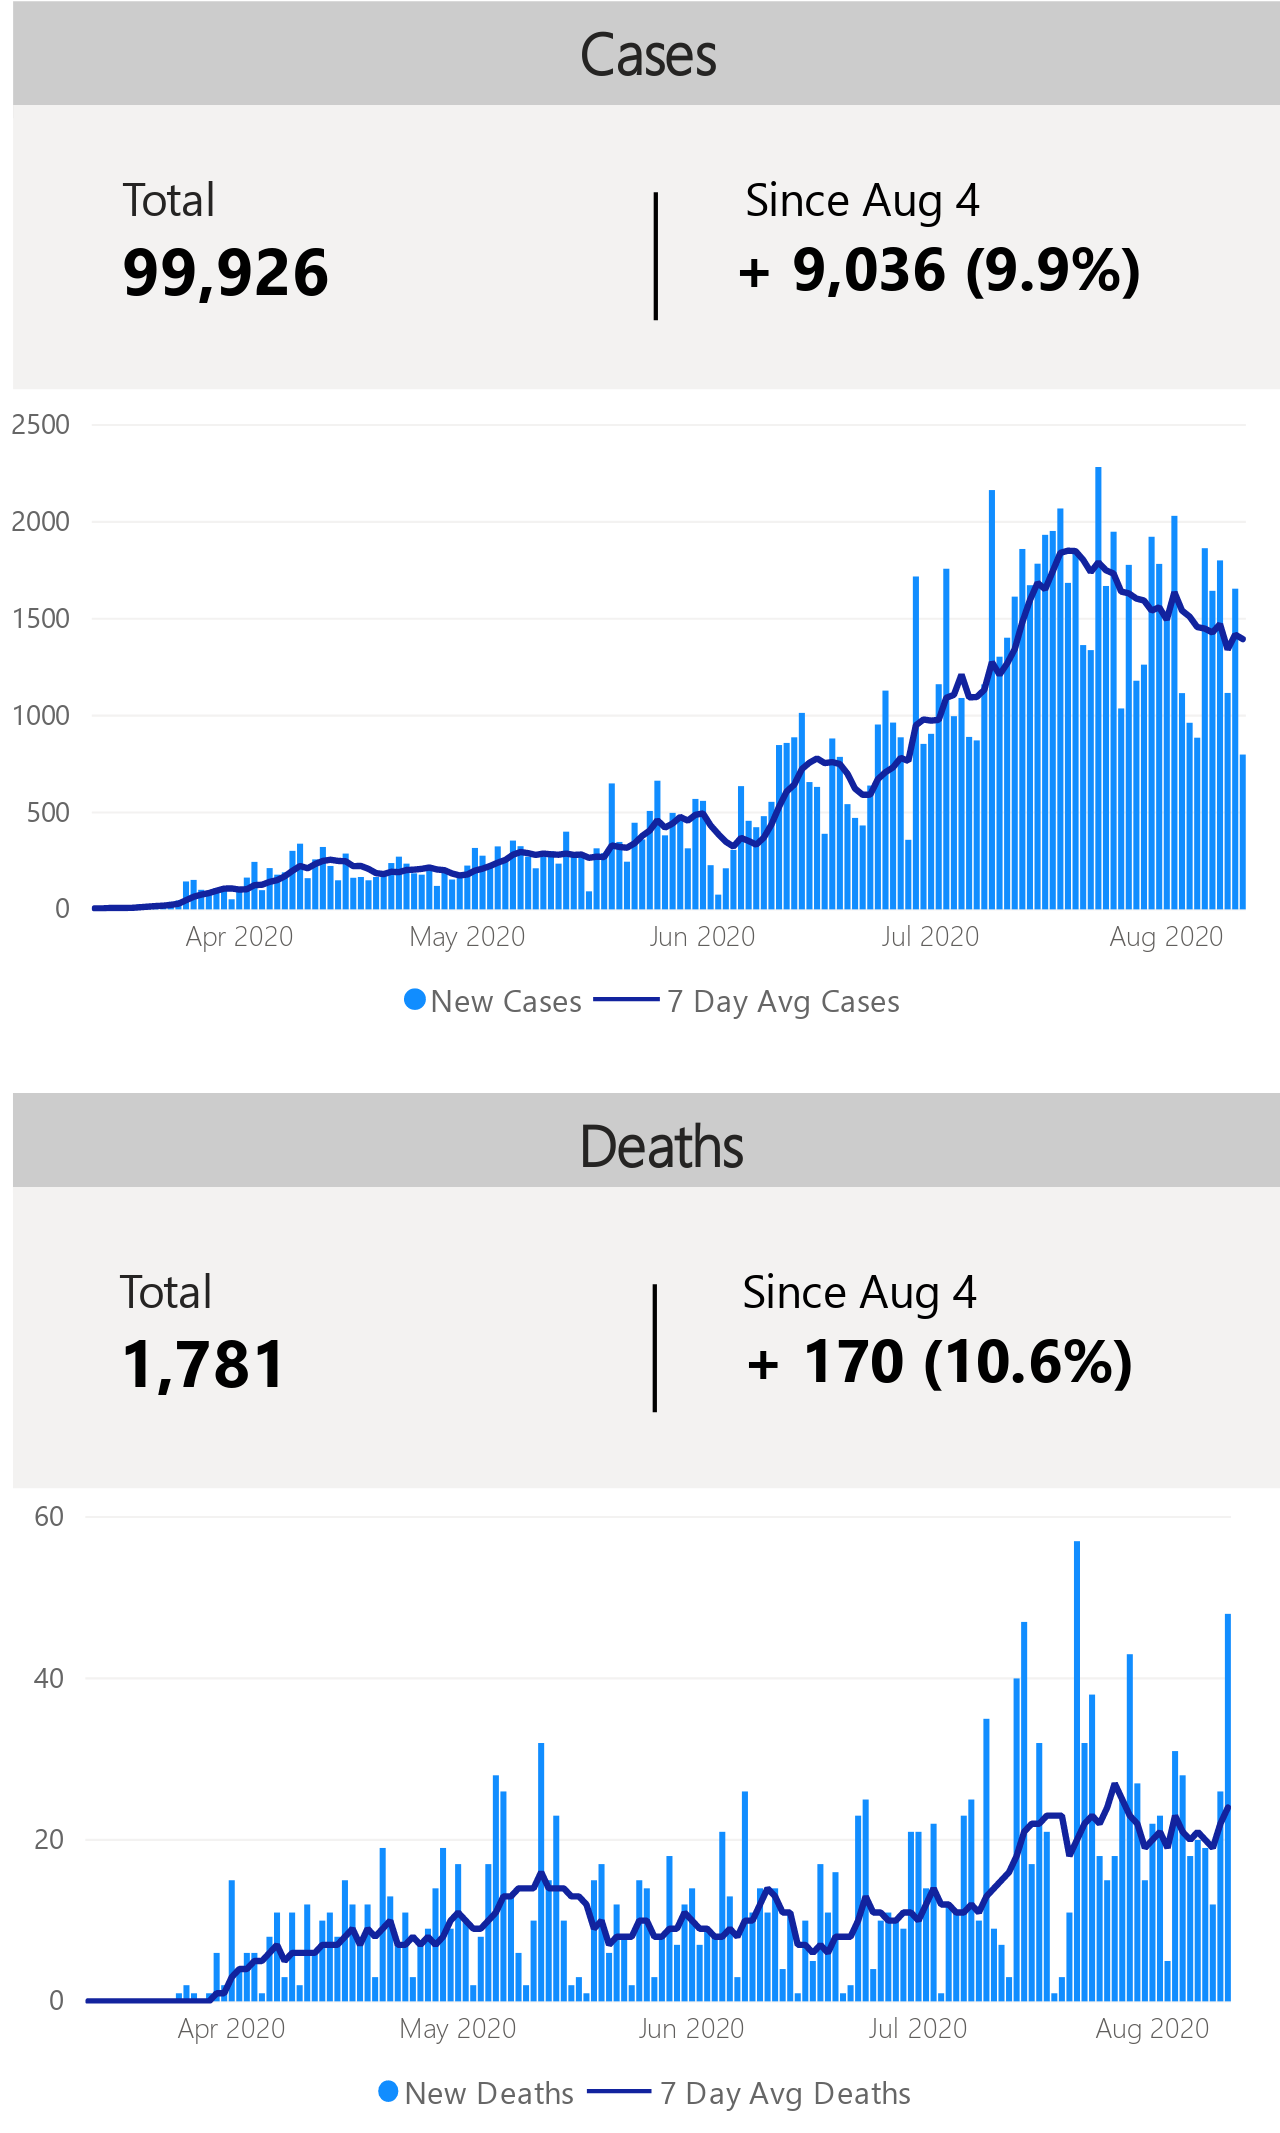 Cases
Total
Since Aug 4
99,926
+ 9,036 (9.9%)
2500
2000
1500
1000
500
0
Apr 2020 May 2020 Jun 2020 Jul 2020 Aug 2020
New Cases 7 Day Avg Cases
Deaths
Total
Since Aug 4
1,781
+ 170 (10.6%)
60
40
20
0
Apr 2020 May 2020 Jun 2020 Jul 2020 Aug 2020
New Deaths 7 Day Avg Deaths